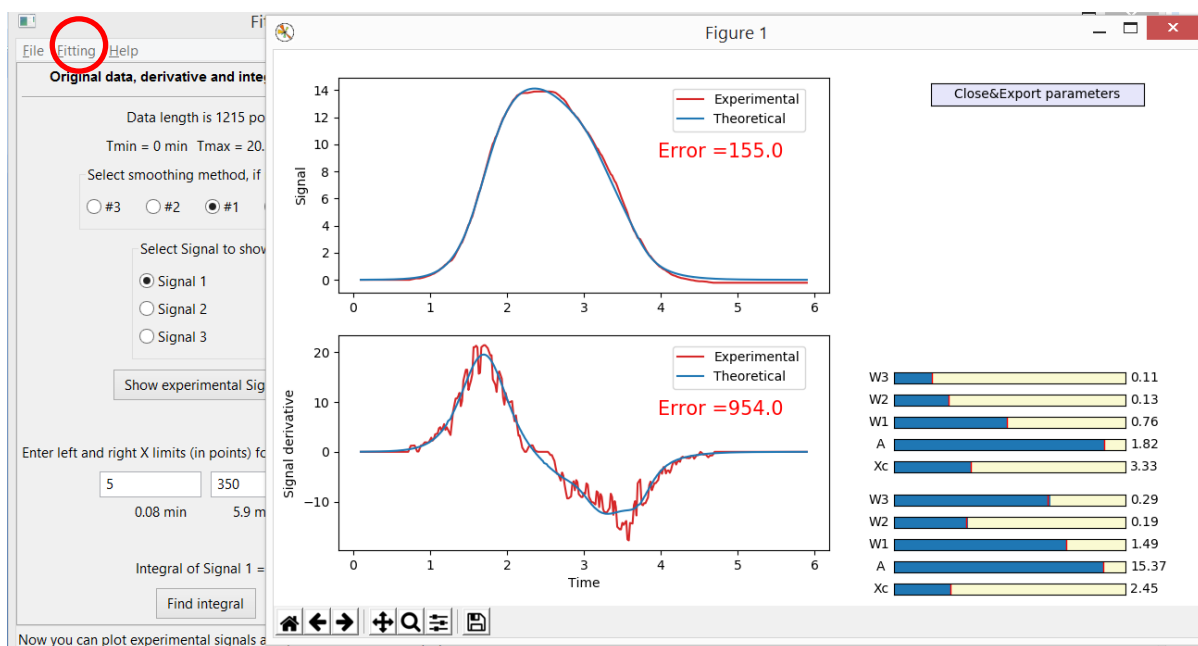 Fi
Figure 1
File Fitting Help
Original data, derivative and inte
Data length is 1215 po
Tmin = 0 min Tmax = 20.
Select smoothing method, if
#3 #2 #1
Select Signal to show
Signal 1
Signal 2
Signal 3
Show experimental Sig
Enter left and right X limits (in points) fo
5 350
0.08 min 5.9 m
Integral of Signal 1 =
Find integral
Now you can plot experimental signals a
Close&Export parameters
Signal
14
12
10
8
6
4
2
0
Experimental
Theoretical
Error =155.0
0 1 2 3 4 5 6
Signal derivative
20
10
0
−10
Experimental
Theoretical
Error =954.0
0 1 2 3 4 5 6
Time
W3 0.11
W2 0.13
W1 0.76
A 1.82
Xc 3.33
W3 0.29
W2 0.19
W1 1.49
A 15.37
Xc 2.45